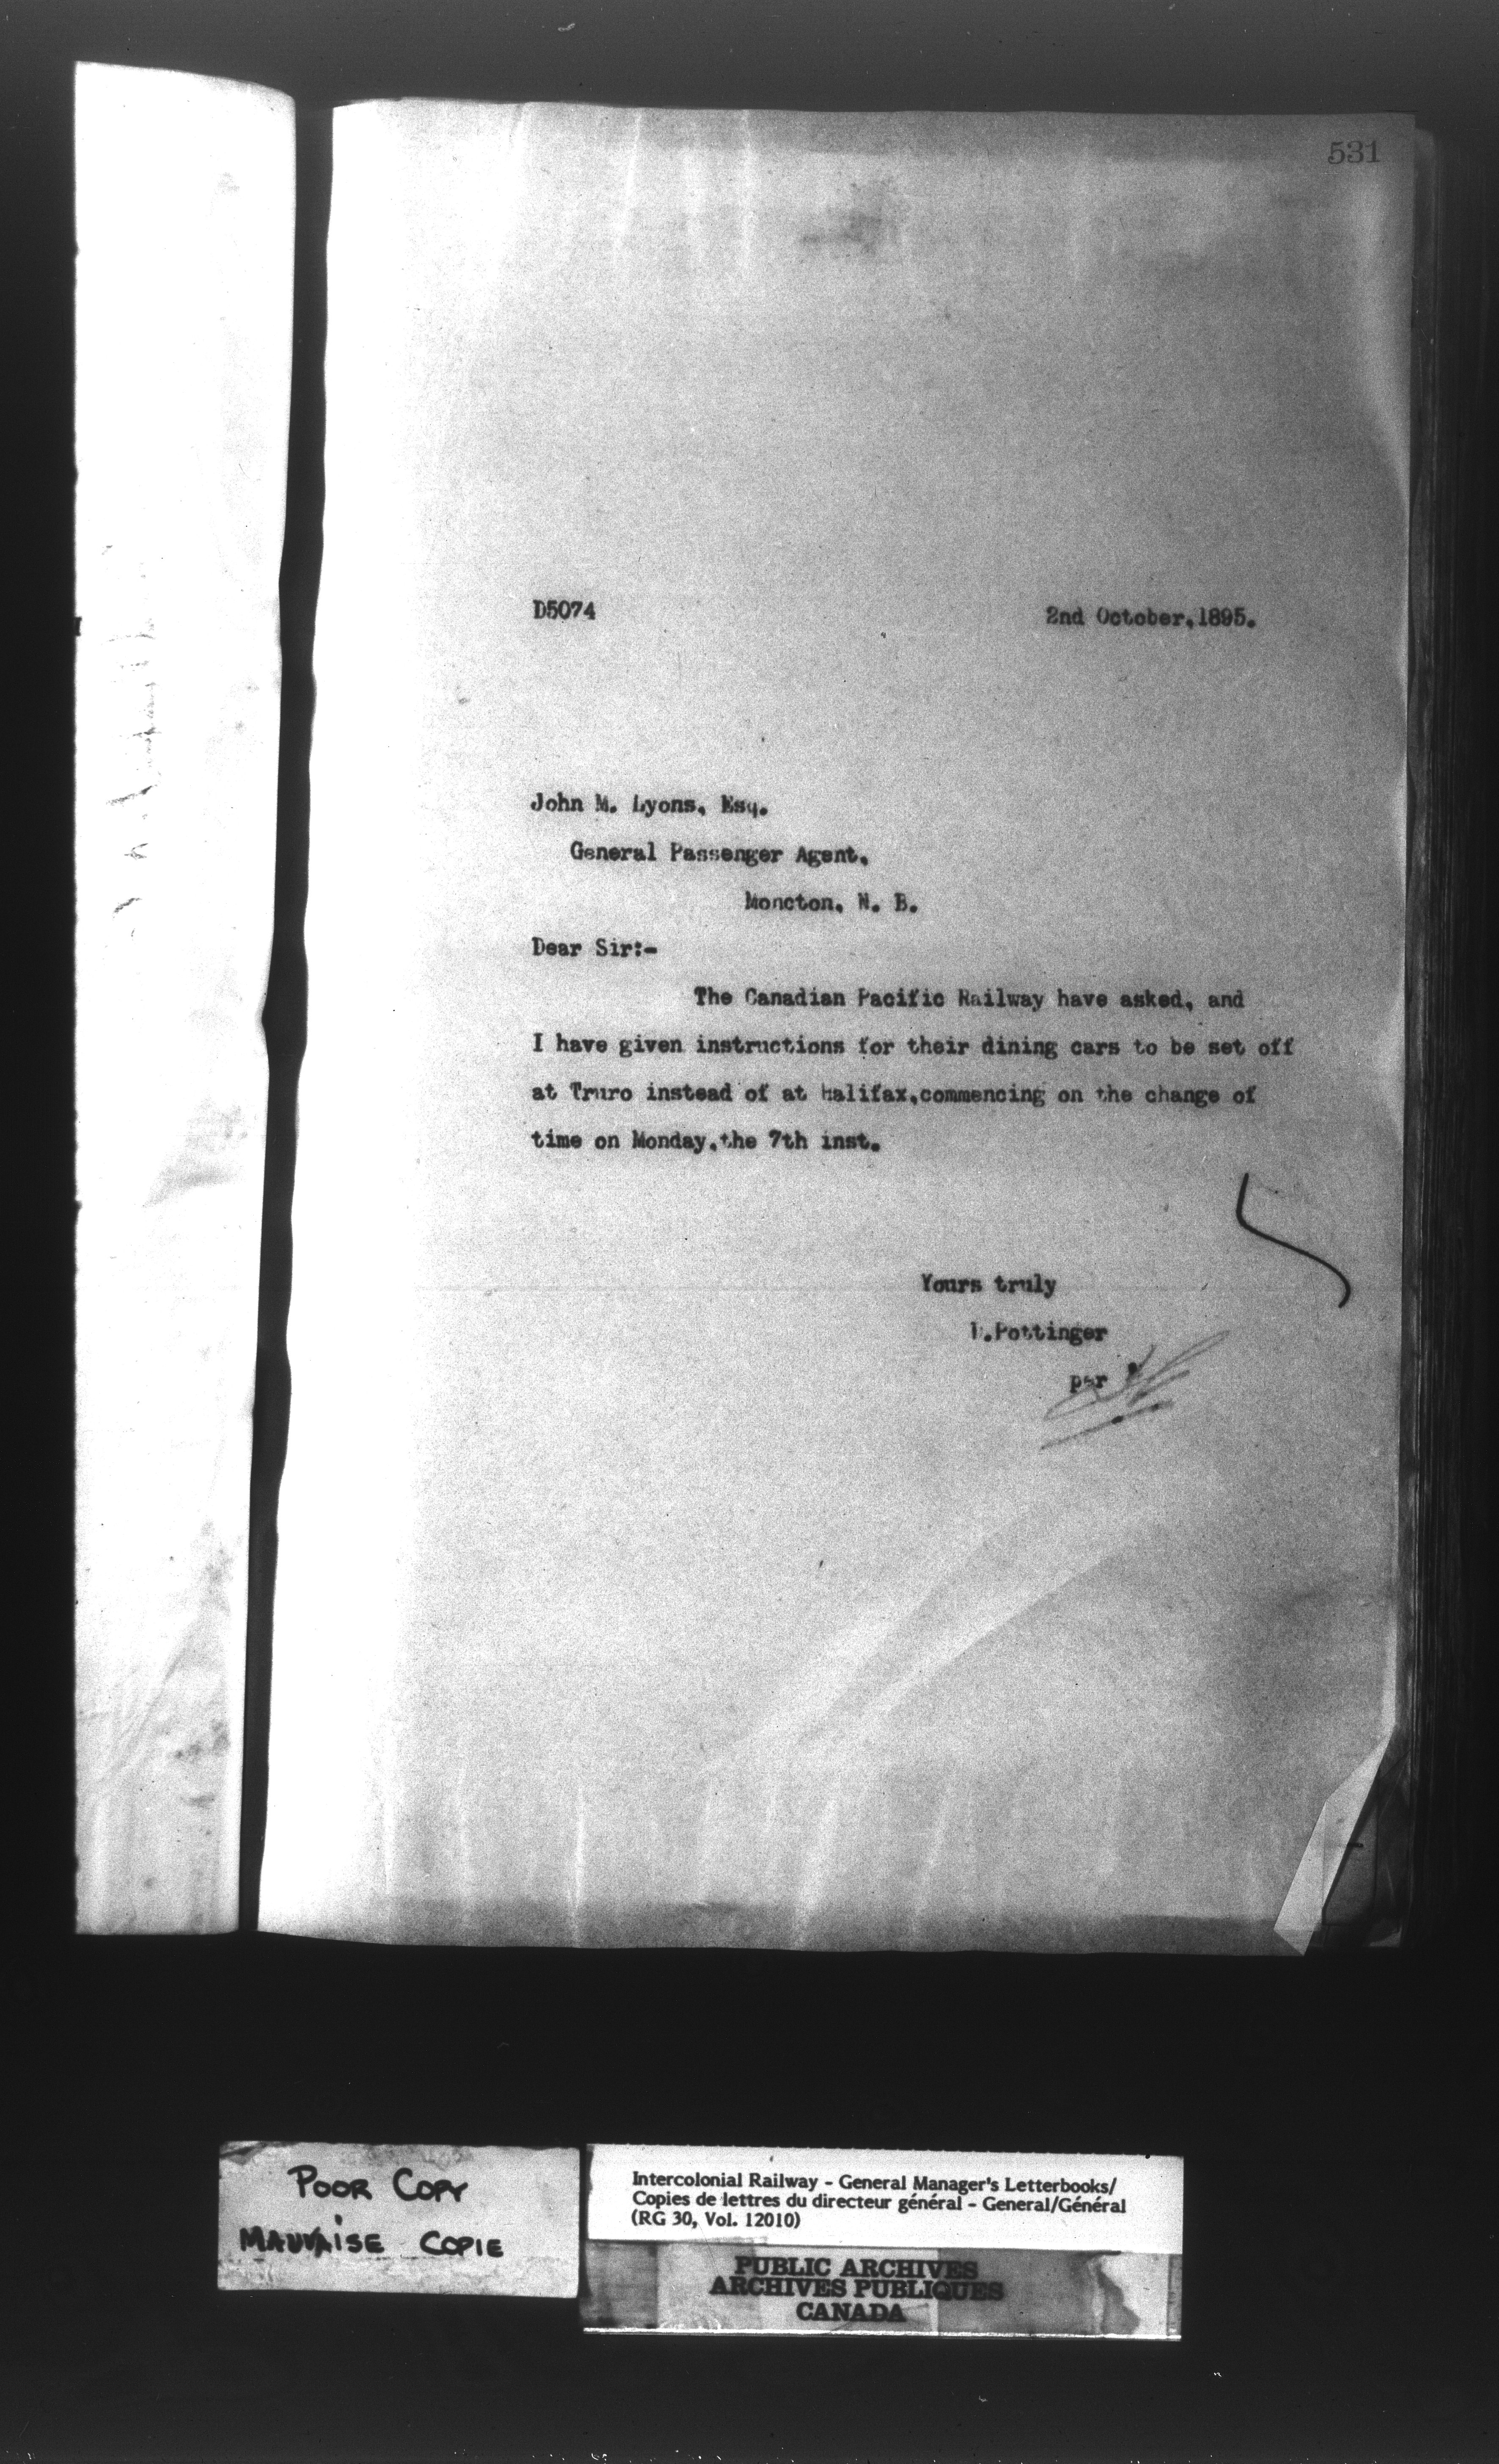 531
D5074 2nd October,1895.
John M. Lyons, Esq.
General Passenger Agent,
Moncton, N. B.
Dear Sir:-
The Canadian Pacific Railway have asked, and
I have given instructions for their dining cars to be set off
at Truro instead of at Halifax,commencing on the change of
time on Monday,the 7th inst.
Yours truly
D.Pottinger
per
POOR COPY
MAUVAISE COPIE
Intercolonial Railway - General Manager's Letterbooks/
Copies de lettres du directeur général - General/Général
(RG 30, Vol. 12010)
PUBLIC ARCHIVES
ARCHIVES PUBLIQUES
CANADA